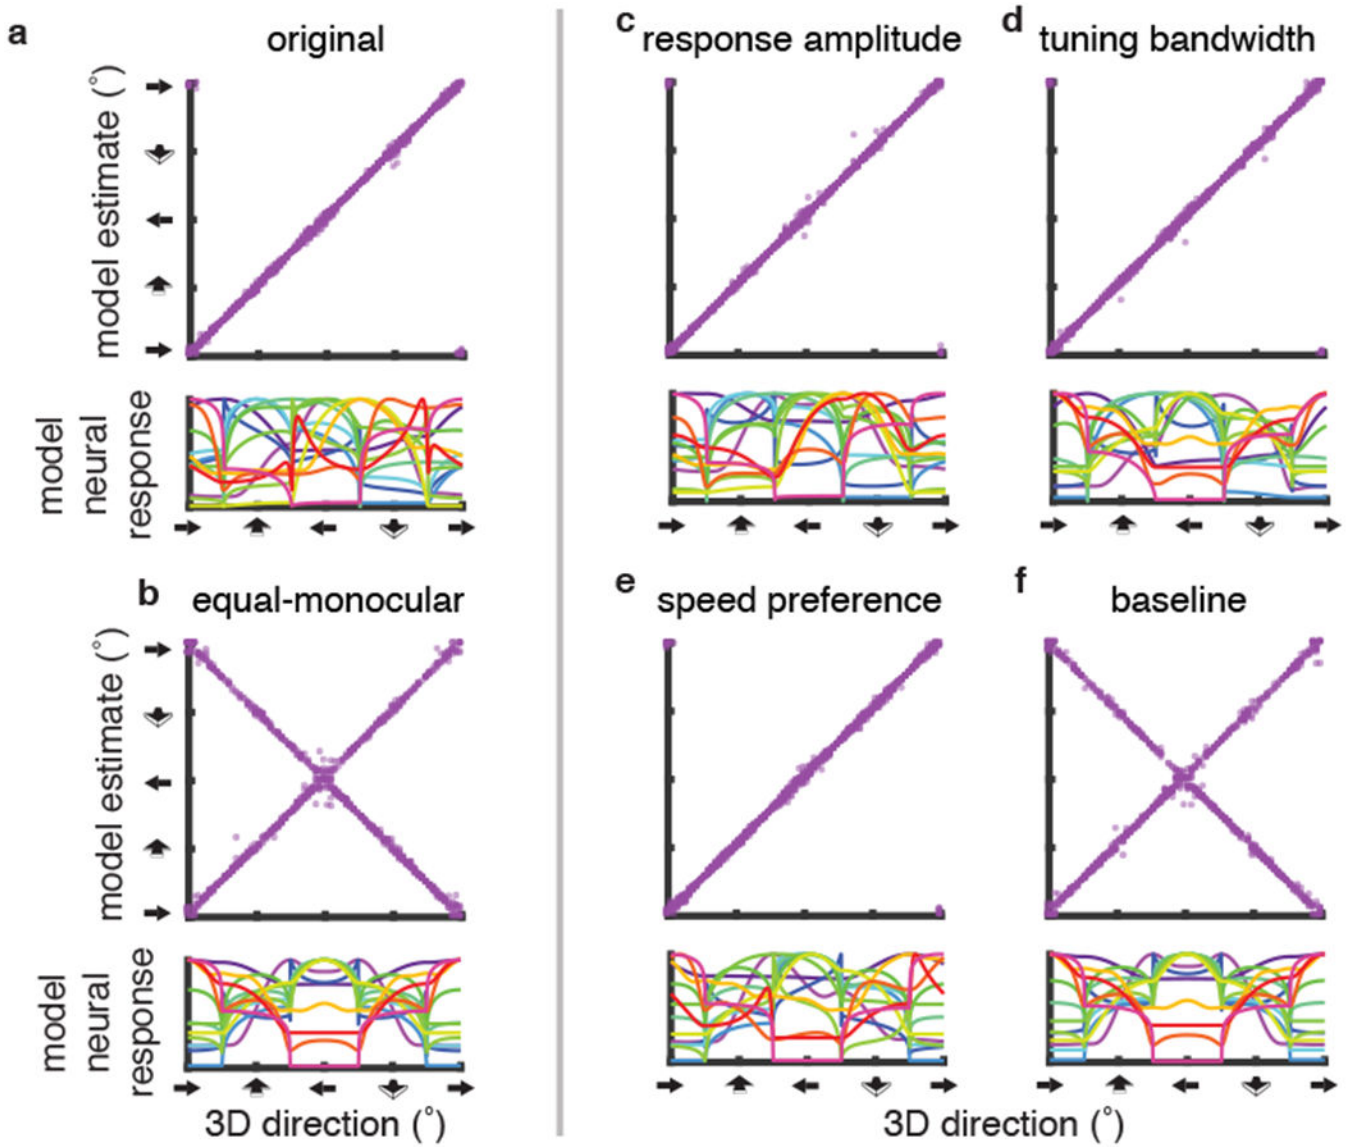 a
original
model estimate (°)
model
neural
response
b
equal-monocular
model estimate (°)
model
neural
response
3D direction (°)
c
response amplitude
d
tuning bandwidth
e
speed preference
f
baseline
3D direction (°)